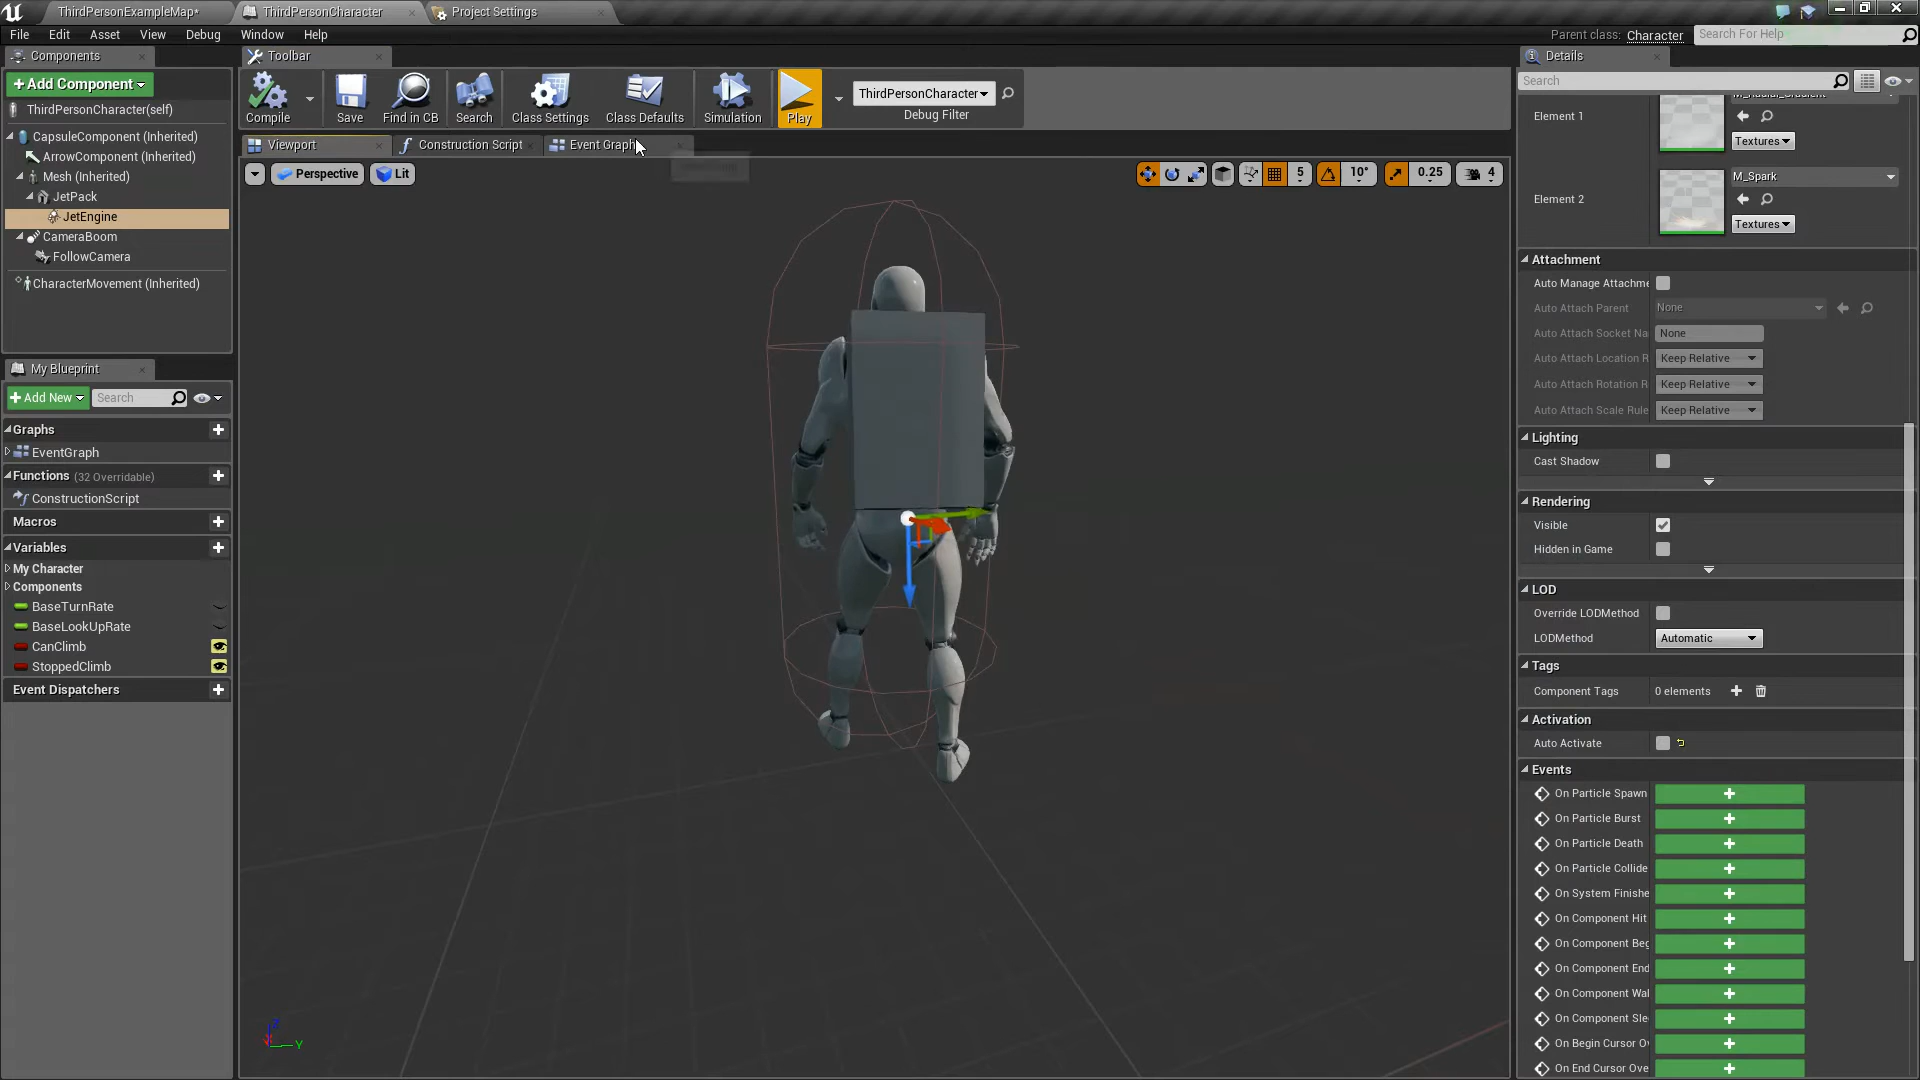 ThirdPersonExampleMap*
ThirdPersonCharacter
Project Settings
File Edit Asset View Debug Window Help
Parent class: Character
Search For Help
Components
Toolbar
Details
+Add Component
Search
ThirdPersonCharacter(self)
CapsuleComponent (Inherited)
ArrowComponent (Inherited)
Mesh (Inherited)
JetPack
JetEngine
CameraBoom
FollowCamera
CharacterMovement (Inherited)
Compile
Save
Find in CB
Search
Class Settings
Class Defaults
Simulation
Play
ThirdPersonCharacter
Debug Filter
Viewport
Construction Script
Event Graph
Perspective
Lit
5
10°
0.25
4
My Blueprint
+Add New
Search
Graphs
EventGraph
Functions (32 Overridable)
ConstructionScript
Macros
Variables
My Character
Components
BaseTurnRate
BaseLookUpRate
CanClimb
StoppedClimb
Event Dispatchers
Z
Y
Element 1
Textures
Element 2
M_Spark
Textures
Attachment
Auto Manage Attachme
Auto Attach Parent
None
Auto Attach Socket Na
None
Auto Attach Location R
Keep Relative
Auto Attach Rotation R
Keep Relative
Auto Attach Scale Rule
Keep Relative
Lighting
Cast Shadow
Rendering
Visible
Hidden in Game
LOD
Override LODMethod
LODMethod
Automatic
Tags
Component Tags
0 elements
Activation
Auto Activate
Events
On Particle Spawn
On Particle Burst
On Particle Death
On Particle Collide
On System Finishe
On Component Hit
On Component Beg
On Component End
On Component Wal
On Component Sle
On Begin Cursor Ov
On End Cursor Ove